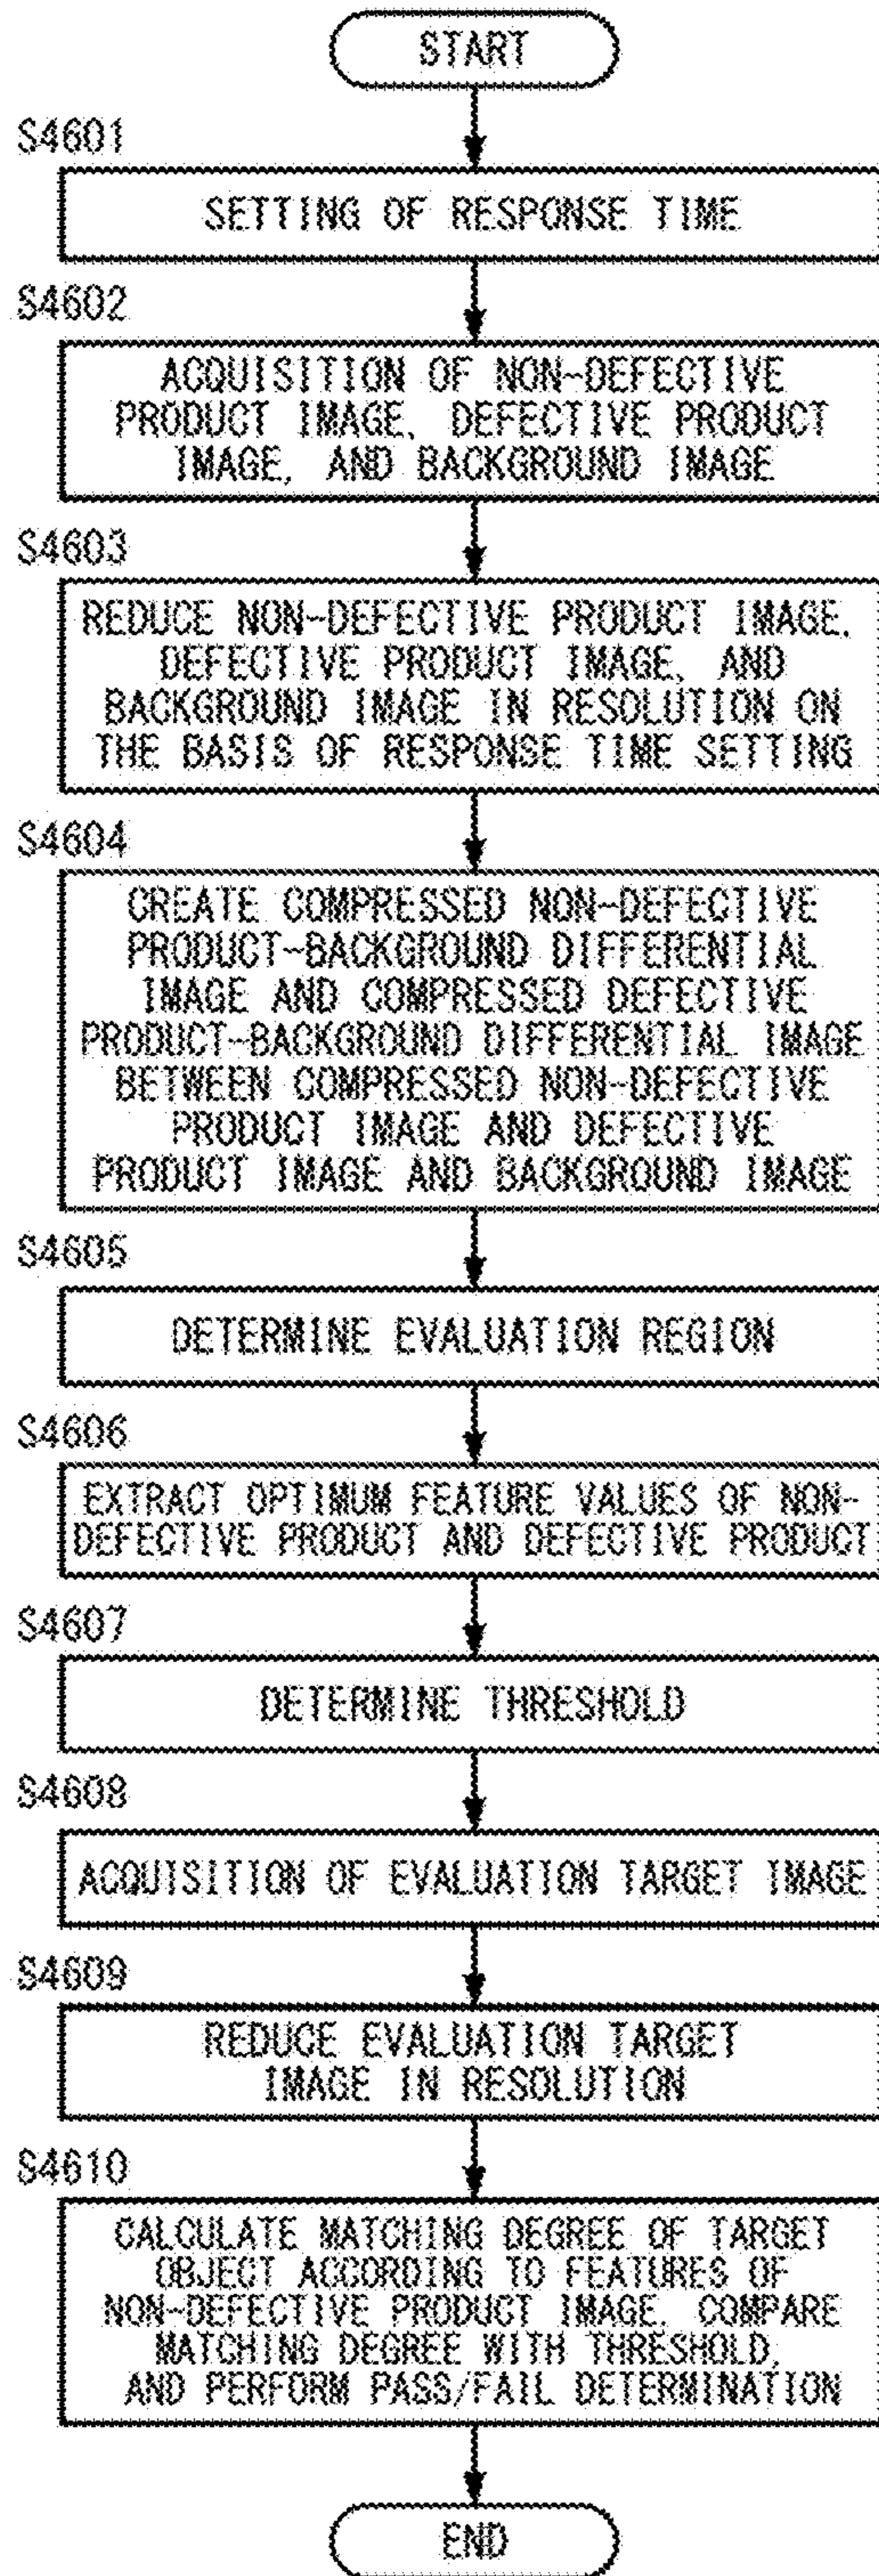 START
S4601
SETTING OF RESPONSE TIME
S4602
ACQUISITION OF NON-DEFECTIVE
PRODUCT IMAGE, DEFECTIVE PRODUCT
IMAGE, AND BACKGROUND IMAGE
S4603
REDUCE NON-DEFECTIVE PRODUCT IMAGE,
DEFECTIVE PRODUCT IMAGE, AND
BACKGROUND IMAGE IN RESOLUTION ON
THE BASIS OF RESPONSE TIME SETTING
S4604
CREATE COMPRESSED NON-DEFECTIVE
PRODUCT-BACKGROUND DIFFERENTIAL
IMAGE AND COMPRESSED DEFECTIVE
PRODUCT-BACKGROUND DIFFERENTIAL IMAGE
BETWEEN COMPRESSED NON-DEFECTIVE
PRODUCT IMAGE AND DEFECTIVE
PRODUCT IMAGE AND BACKGROUND IMAGE
S4605
DETERMINE EVALUATION REGION
S4606
EXTRACT OPTIMUM FEATURE VALUES OF NON-
DEFECTIVE PRODUCT AND DEFECTIVE PRODUCT
S4607
DETERMINE THRESHOLD
S4608
ACQUISITION OF EVALUATION TARGET IMAGE
S4609
REDUCE EVALUATION TARGET
IMAGE IN RESOLUTION
S4610
CALCULATE MATCHING DEGREE OF TARGET
OBJECT ACCORDING TO FEATURES OF
NON-DEFECTIVE PRODUCT IMAGE, COMPARE
MATCHING DEGREE WITH THRESHOLD,
AND PERFORM PASS/FAIL DETERMINATION
END